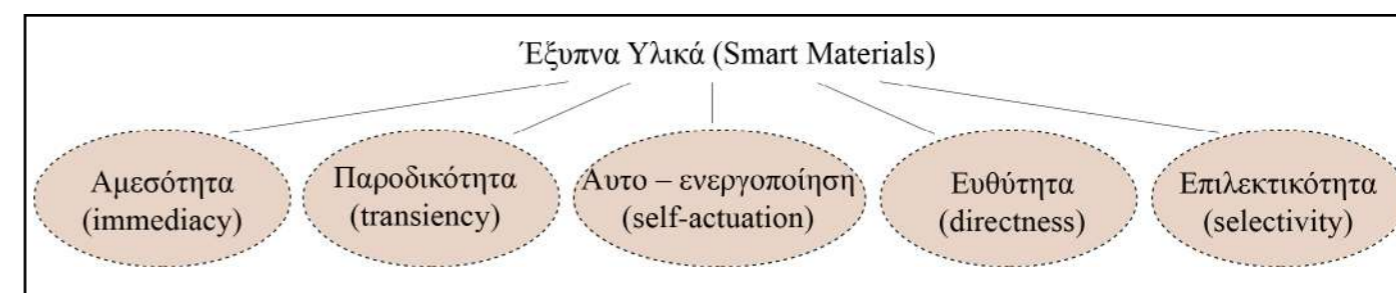 Έξυπνα Υλικά (Smart Materials)
Αμεσότητα
(immediacy)
Παροδικότητα
(transiency)
Αυτο – ενεργοποίηση
(self-actuation)
Ευθύτητα
(directness)
Επιλεκτικότητα
(selectivity)